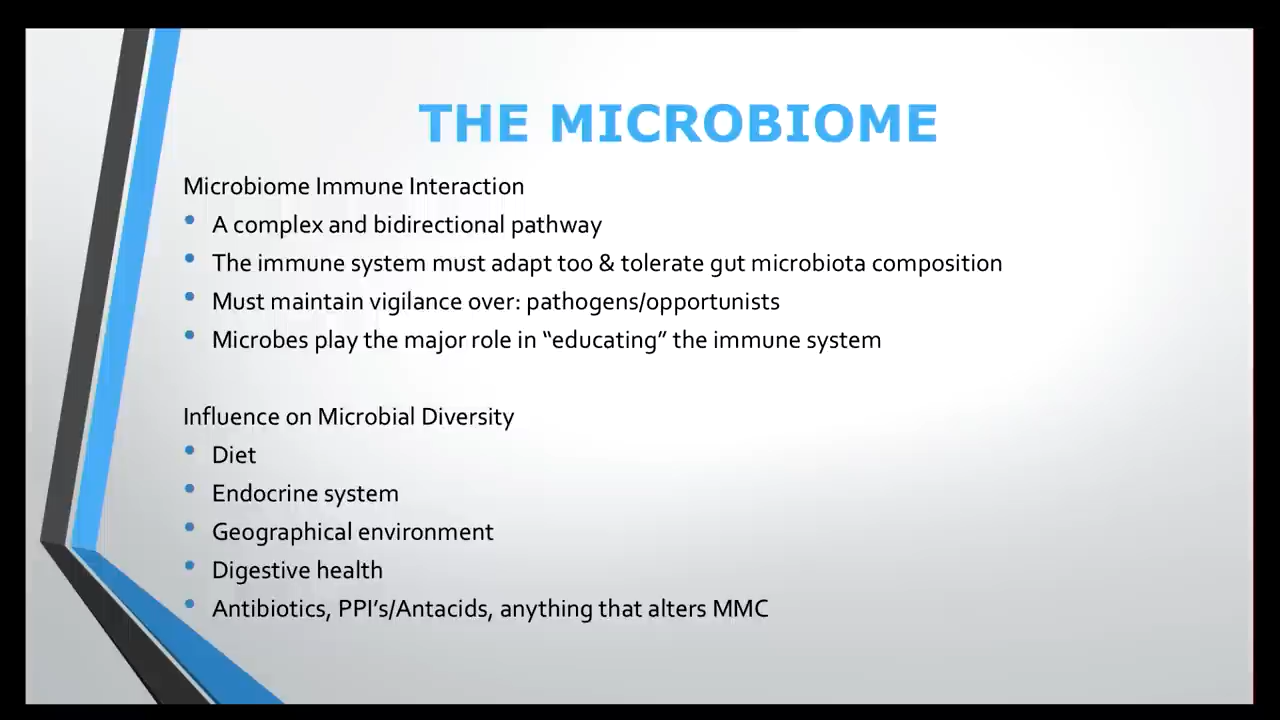 THE MICROBIOME
Microbiome Immune Interaction
• A complex and bidirectional pathway
• The immune system must adapt too & tolerate gut microbiota composition
• Must maintain vigilance over: pathogens/opportunists
• Microbes play the major role in “educating” the immune system
Influence on Microbial Diversity
• Diet
• Endocrine system
• Geographical environment
• Digestive health
• Antibiotics, PPI’s/Antacids, anything that alters MMC